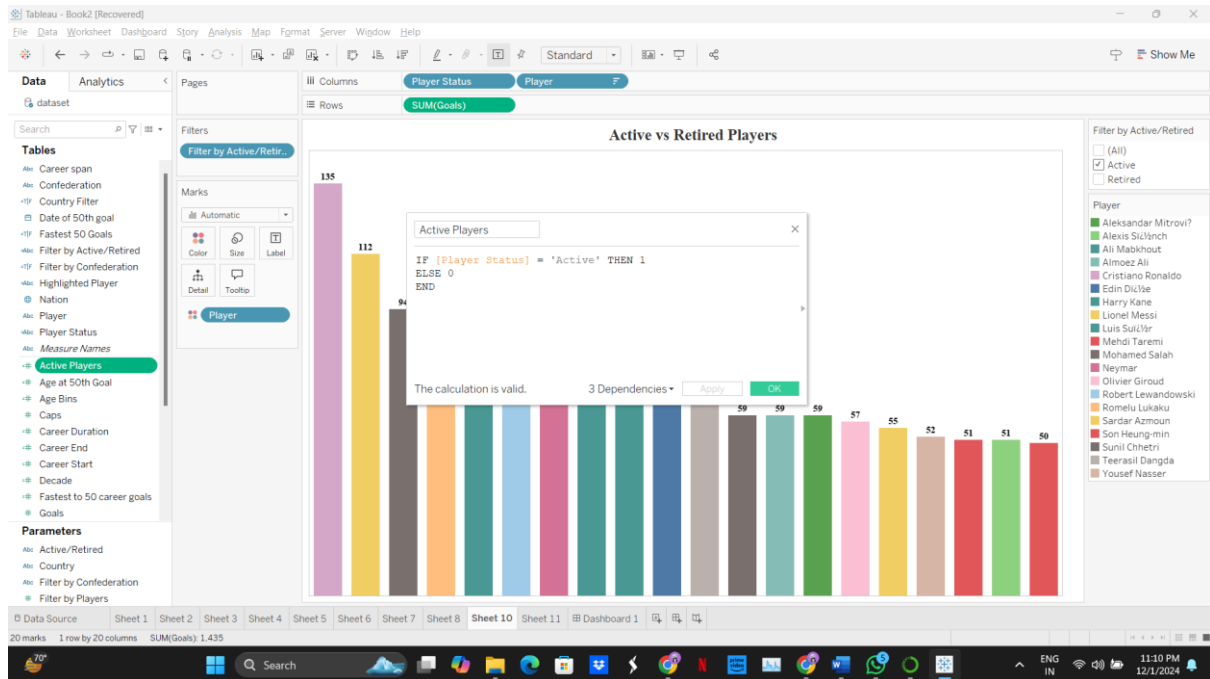 Tableau - Book2 [Recovered]
File Data Worksheet Dashboard Story Analysis Map Format Server Window Help
Standard
Show Me
Data Analytics
dataset
Search
Tables
Abc Career span
Abc Confederation
Country Filter
Date of 50th goal
Fastest 50 Goals
Filter by Active/Retired
Filter by Confederation
Highlighted Player
Nation
Abc Player
Player Status
Abc Measure Names
Active Players
Age at 50th Goal
Age Bins
Caps
Career Duration
Career End
Career Start
Decade
Fastest to 50 career goals
Goals
Parameters
Abc Active/Retired
Abc Country
Abc Filter by Confederation
Filter by Players
Pages
Filters
Filter by Active/Retir..
Marks
Automatic
Color Size Label
Detail Tooltip
Player
Columns Player Status Player
Rows SUM(Goals)
Active vs Retired Players
135
112
94
Active Players
IF [Player Status] = 'Active' THEN 1
ELSE 0
END
The calculation is valid. 3 Dependencies Apply OK
59 59 59 57 55 52 51 51 50
Filter by Active/Retired
(All)
Active
Retired
Player
Aleksandar Mitrovi?
Alexis Sï¿½nch
Ali Mabkhout
Almoez Ali
Cristiano Ronaldo
Edin Dï¿½e
Harry Kane
Lionel Messi
Luis Suï¿½r
Mehdi Taremi
Mohamed Salah
Neymar
Olivier Giroud
Robert Lewandowski
Romelu Lukaku
Sardar Azmoun
Son Heung-min
Sunil Chhetri
Teerasil Dangda
Yousef Nasser
Data Source Sheet 1 Sheet 2 Sheet 3 Sheet 4 Sheet 5 Sheet 6 Sheet 7 Sheet 8 Sheet 10 Sheet 11 Dashboard 1
20 marks 1 row by 20 columns SUM(Goals): 1,435
70°
Search
prime video
ENG
IN
11:10 PM
12/1/2024